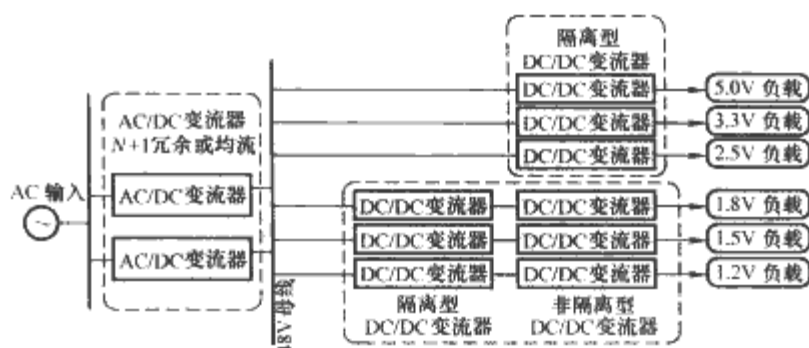 隔离型
DC/DC变流器
DC/DC变流器
5.0V 负载
DC/DC变流器
3.3V 负载
DC/DC变流器
2.5V 负载
AC/DC变流器
N+1冗余或均流
AC 输入
AC/DC变流器
AC/DC变流器
DC/DC变流器
DC/DC变流器
1.8V 负载
DC/DC变流器
DC/DC变流器
1.5V 负载
DC/DC变流器
DC/DC变流器
1.2V 负载
隔离型
DC/DC变流器
非隔离型
DC/DC变流器